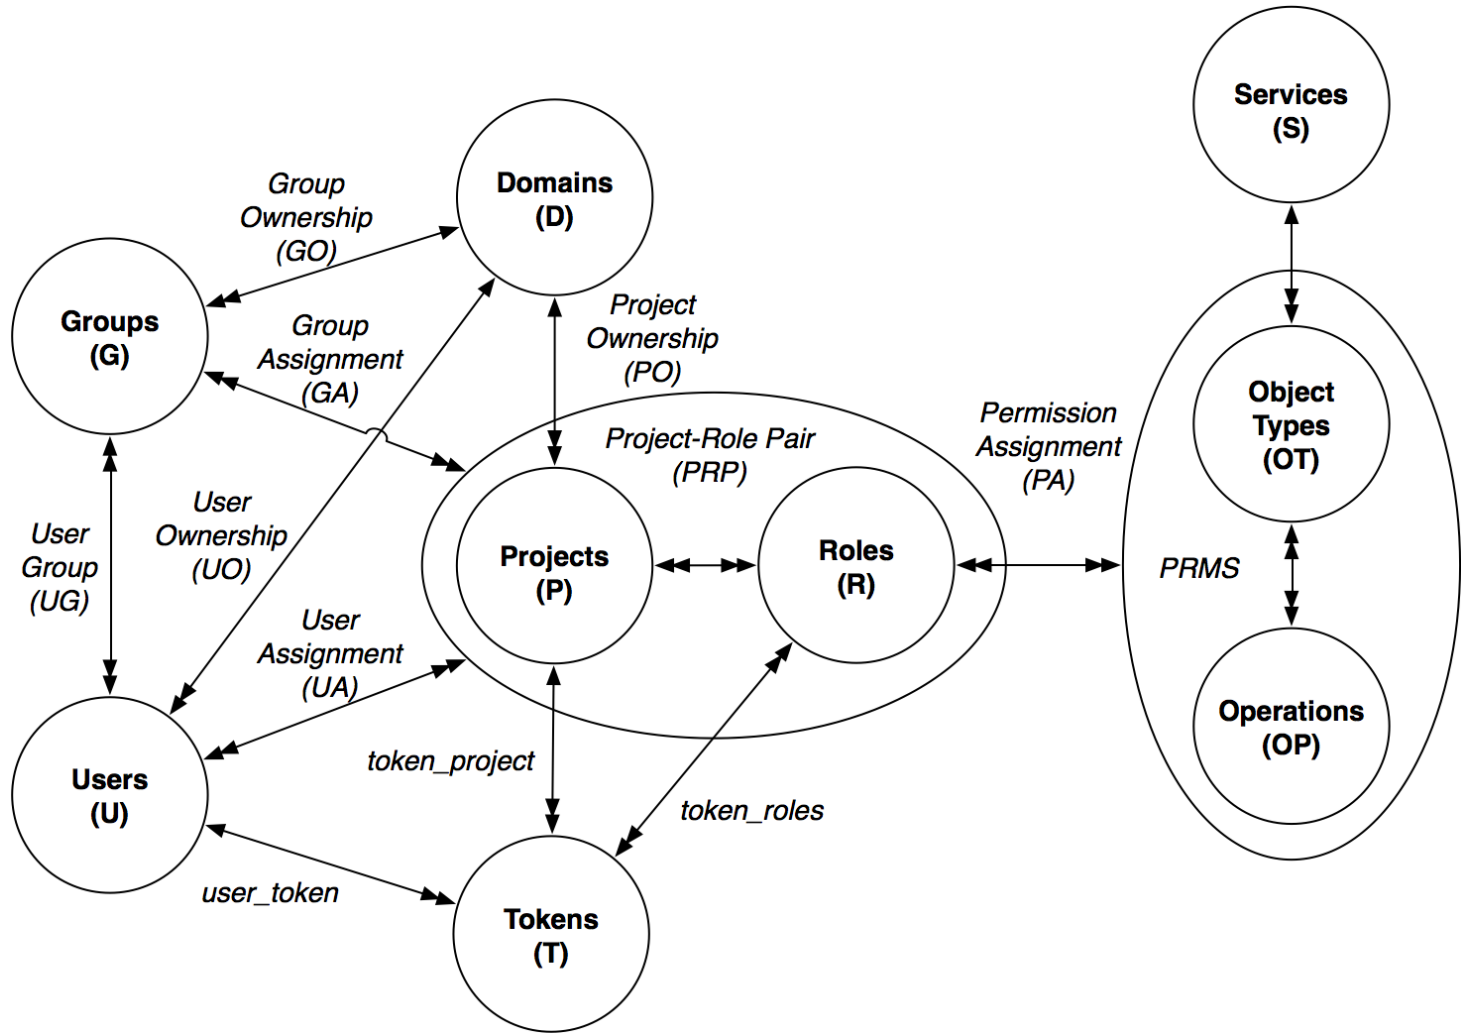 Services
(S)
Domains
(D)
Group
Ownership
(GO)
Groups
(G)
Group
Assignment
(GA)
Project
Ownership
(PO)
Object
Types
(OT)
Permission
Assignment
(PA)
Project-Role Pair
(PRP)
User
Ownership
(UO)
User
Group
(UG)
Projects
(P)
Roles
(R)
PRMS
User
Assignment
(UA)
Operations
(OP)
token_project
Users
(U)
token_roles
user_token
Tokens
(T)